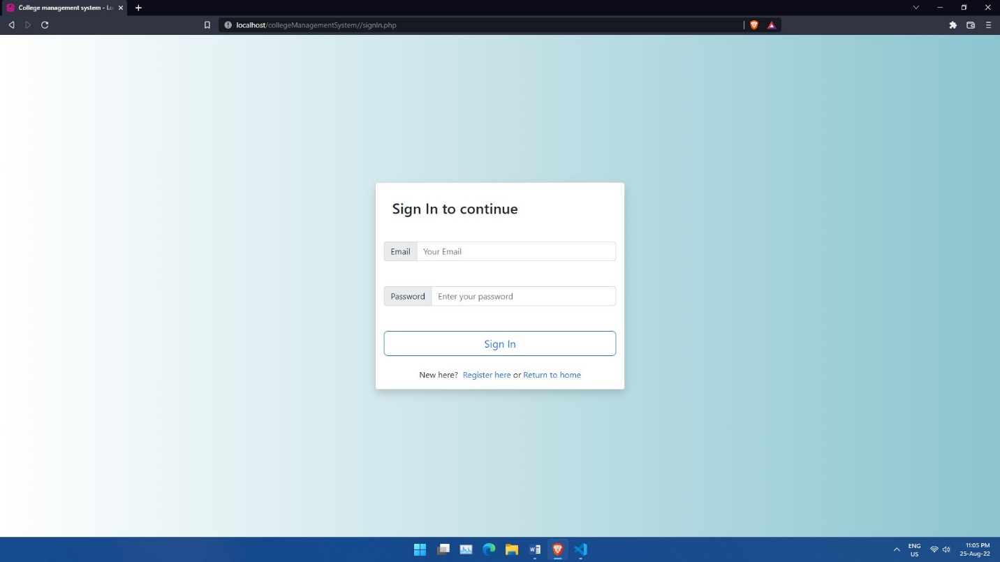 College management system - Lo
localhost/collegeManagementSystem//signIn.php
Sign In to continue
Email Your Email
Password Enter your password
Sign In
New here? Register here or Return to home
ENG
US
11:05 PM
25-Aug-22